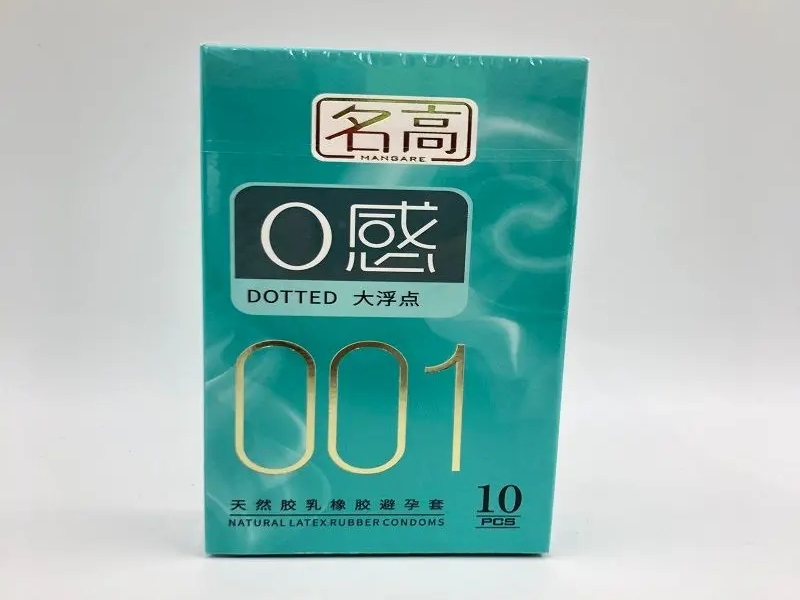 名高
MANGARE
O感
DOTTED 大浮点
001
天然胶乳橡胶避孕套
NATURAL LATEX RUBBER CONDOMS
10
PCS